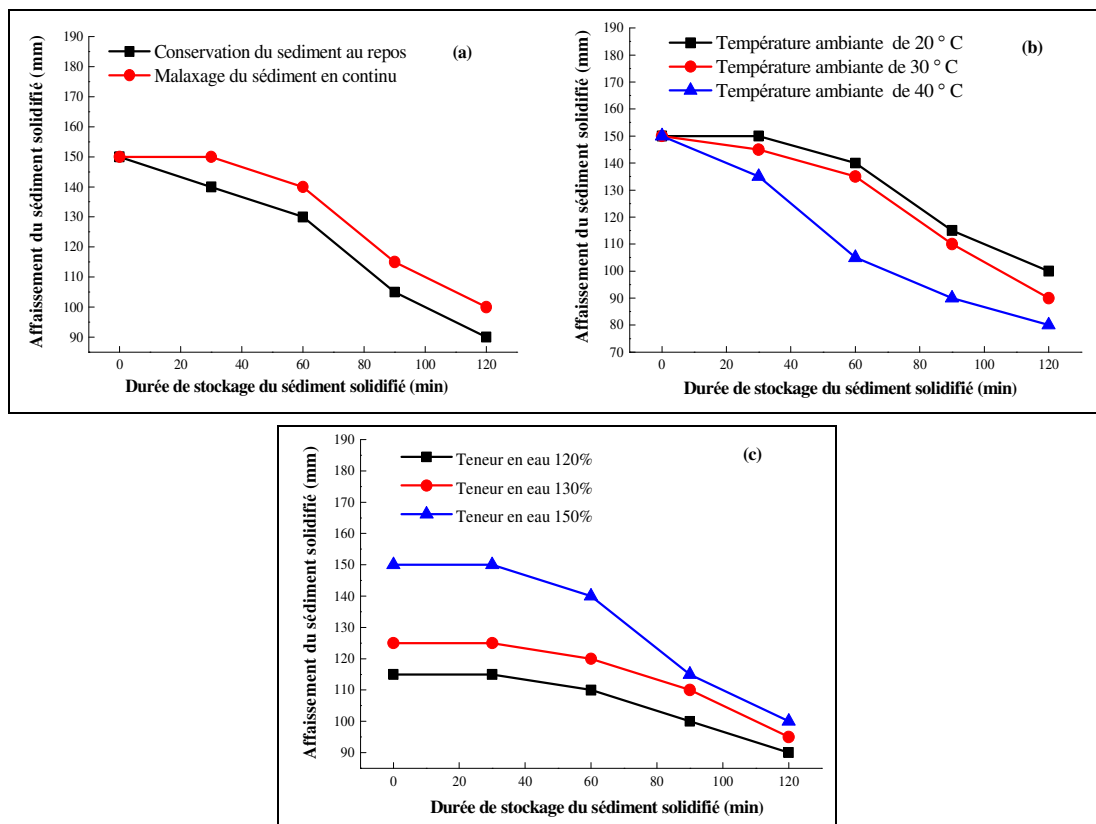 Affaissement du sédiment solidifié (mm)
190
180
170
160
150
140
130
120
110
100
90
Conservation du sediment au repos
Malaxage du sédiment en continu
(a)
0 20 40 60 80 100 120
Durée de stockage du sédiment solidifié (min)
Affaissement du sédiment solidifié (mm)
190
180
170
160
150
140
130
120
110
100
90
80
70
Température ambiante de 20 ° C
Température ambiante de 30 ° C
Température ambiante de 40 ° C
(b)
0 20 40 60 80 100 120
Durée de stockage du sédiment solidifié (min)
Affaissement du sédiment solidifié (mm)
190
180
170
160
150
140
130
120
110
100
90
Teneur en eau 120%
Teneur en eau 130%
Teneur en eau 150%
(c)
0 20 40 60 80 100 120
Durée de stockage du sédiment solidifié (min)